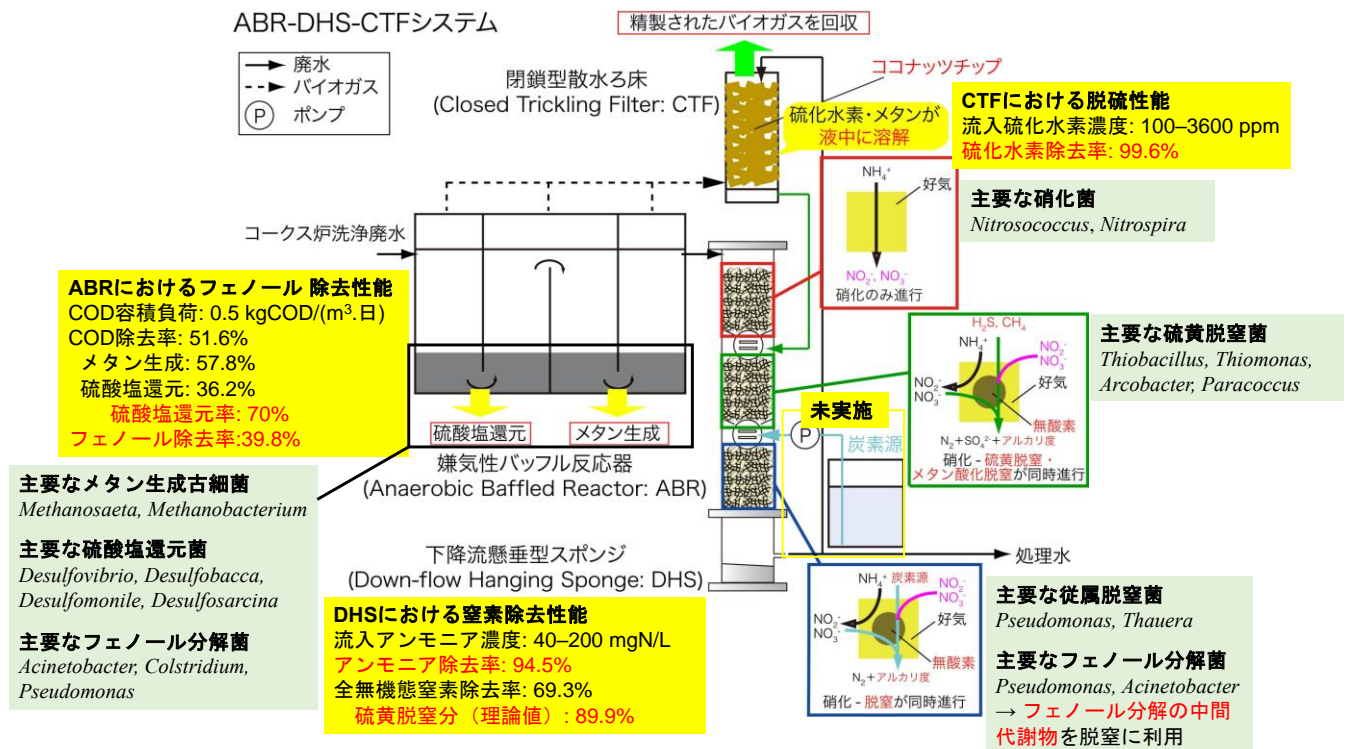 ABR-DHS-CTFシステム
廃水
バイオガス
P ポンプ
精製されたバイオガスを回収
閉鎖型散水ろ床
(Closed Trickling Filter: CTF)
ココナッツチップ
硫化水素・メタンが
液中に溶解
CTFにおける脱硫性能
流入硫化水素濃度: 100–3600 ppm
硫化水素除去率: 99.6%
NH₄⁺
好気
NO₂⁻, NO₃⁻
硝化のみ進行
主要な硝化菌
Nitrosococcus, Nitrospira
コークス炉洗浄廃水
ABRにおけるフェノール 除去性能
COD容積負荷: 0.5 kgCOD/(m³.日)
COD除去率: 51.6%
メタン生成: 57.8%
硫酸塩還元: 36.2%
硫酸塩還元率: 70%
フェノール除去率:39.8%
硫酸塩還元
メタン生成
嫌気性バッフル反応器
(Anaerobic Baffled Reactor: ABR)
H₂S, CH₄
NH₄⁺
NO₂⁻
NO₃⁻
好気
NO₂⁻
NO₃⁻
無酸素
N₂+SO₄²⁻+アルカリ度
硝化 - 硫黄脱窒・
メタン酸化脱窒が同時進行
主要な硫黄脱窒菌
Thiobacillus, Thiomonas,
Arcobacter, Paracoccus
未実施
P
炭素源
主要なメタン生成古細菌
Methanosaeta, Methanobacterium
主要な硫酸塩還元菌
Desulfovibrio, Desulfobacca,
Desulfomonile, Desulfosarcina
主要なフェノール分解菌
Acinetobacter, Colstridium,
Pseudomonas
下降流懸垂型スポンジ
(Down-flow Hanging Sponge: DHS)
処理水
DHSにおける窒素除去性能
流入アンモニア濃度: 40–200 mgN/L
アンモニア除去率: 94.5%
全無機態窒素除去率: 69.3%
硫黄脱窒分（理論値）: 89.9%
NH₄⁺ 炭素源
NO₂⁻
NO₃⁻
好気
NO₂⁻
NO₃⁻
無酸素
N₂+アルカリ度
硝化 - 脱窒が同時進行
主要な従属脱窒菌
Pseudomonas, Thauera
主要なフェノール分解菌
Pseudomonas, Acinetobacter
→ フェノール分解の中間
代謝物を脱窒に利用